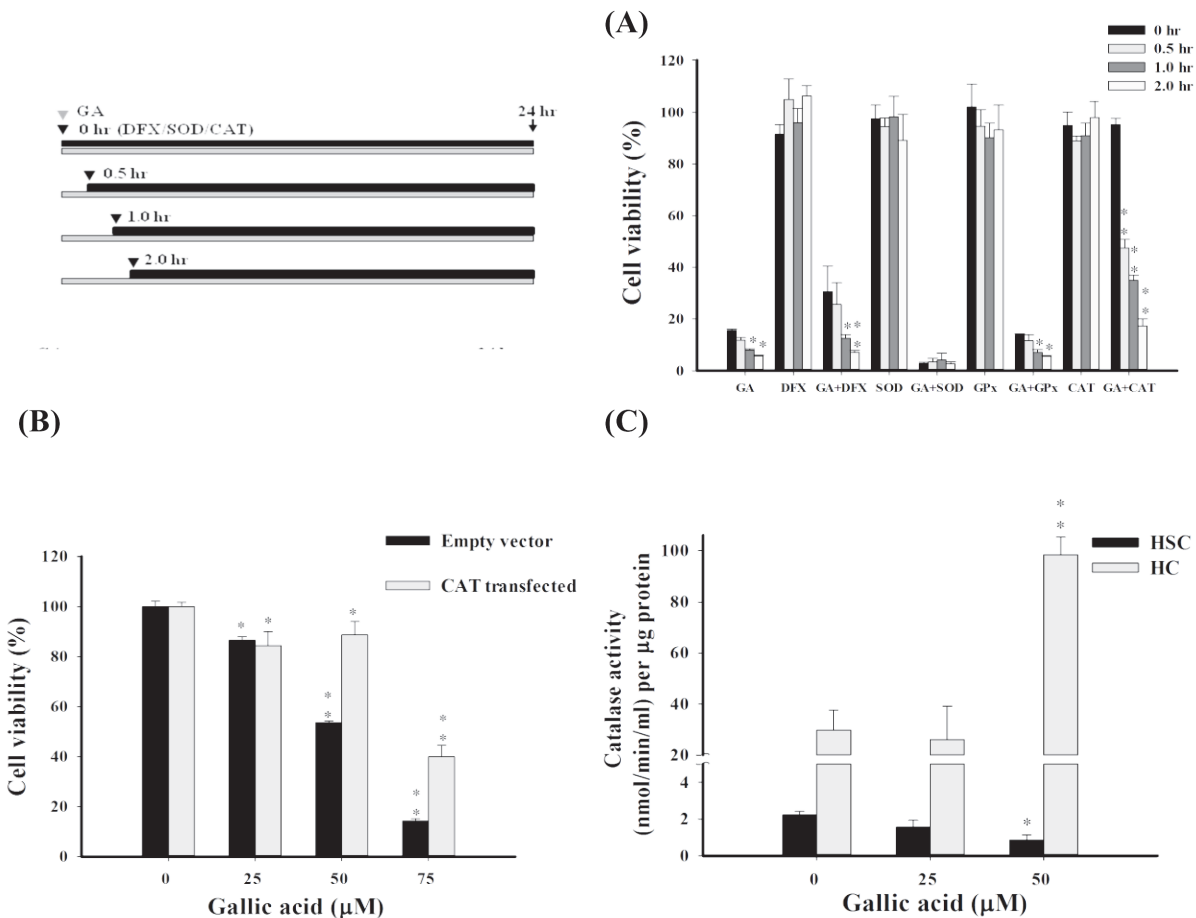 (A)
0 hr
0.5 hr
1.0 hr
2.0 hr
GA
0 hr (DFX/SOD/CAT)
24 hr
0.5 hr
1.0 hr
2.0 hr
Cell viability (%)
120
100
80
60
40
20
0
* *
* *
* *
* *
* *
* *
GA DFX GA+DFX SOD GA+SOD GPx GA+GPx CAT GA+CAT
(B)
Empty vector
CAT transfected
Cell viability (%)
120
100
80
60
40
20
0
* *
*
* *
* *
* *
0 25 50 75
Gallic acid (μM)
(C)
HSC
HC
Catalase activity
(nmol/min/ml) per μg protein
100
80
60
40
20
4
2
0
* *
*
0 25 50
Gallic acid (μM)